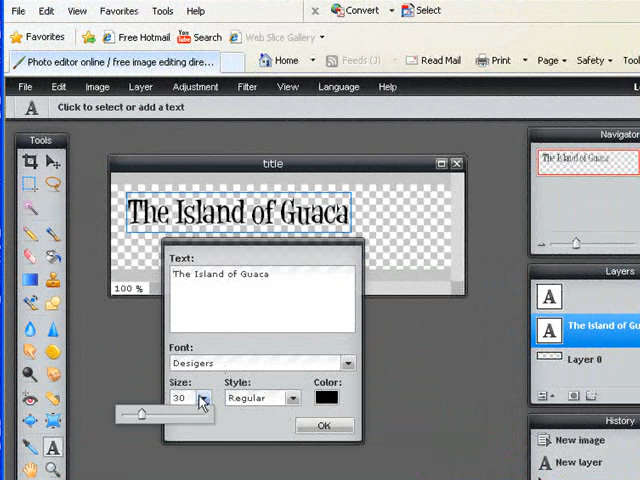 File Edit View Favorites Tools Help
Convert Select
Favorites Free Hotmail Search Web Slice Gallery
Photo editor online / free image editing dire... Home Feeds (J) Read Mail Print Page Safety
File Edit Image Layer Adjustment Filter View Language Help
A Click to select or add a text
Tools
title
Navigator
The Island of Guaca
The Island of Guaca
100 %
Text:
The Island of Guaca
Font:
Desigers
Size: Style: Color:
30 Regular
OK
Layers
A
A The Island of Gu
Layer 0
History
New image
A New layer
A